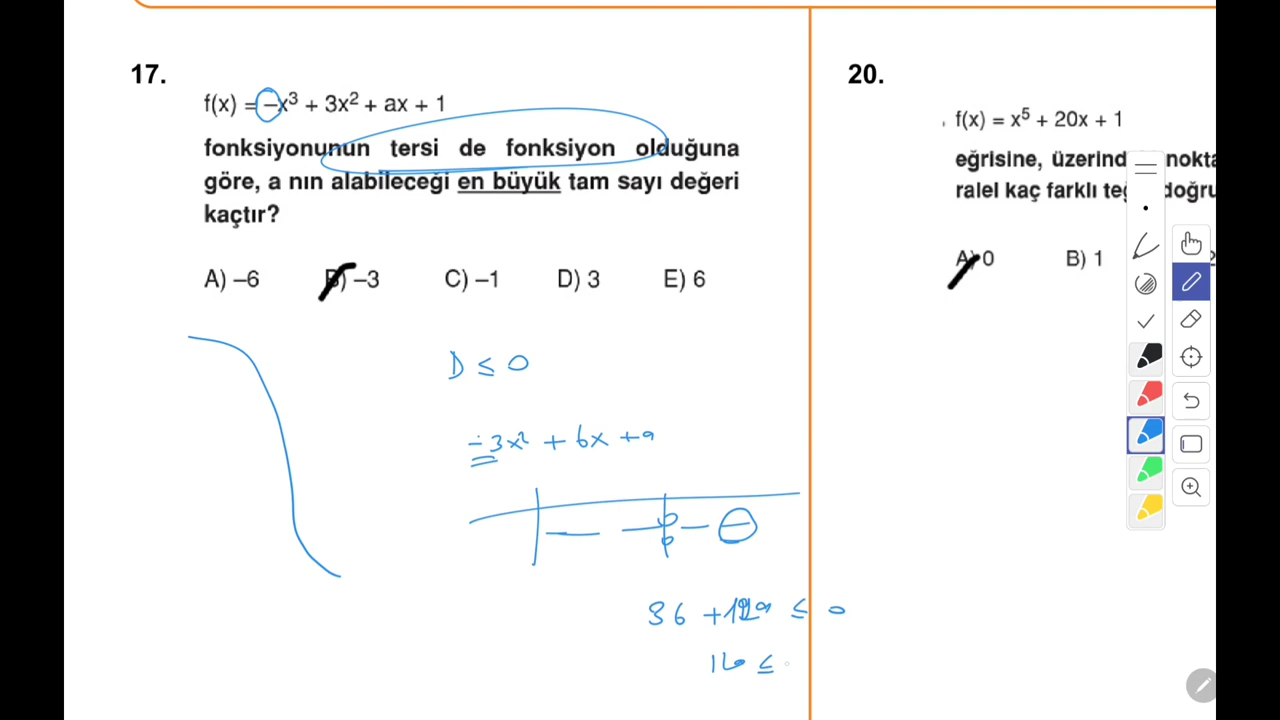 17.
f(x) = –x³ + 3x² + ax + 1
fonksiyonunun tersi de fonksiyon olduğuna
göre, a nın alabileceği en büyük tam sayı değeri
kaçtır?
A) –6 B) –3 C) –1 D) 3 E) 6
D ≤ 0
–3x² + 6x + a
36 + 12a ≤ 0
≤
20.
f(x) = x⁵ + 20x + 1
eğrisine, üzerind nokta
ralel kaç farklı teğ doğru
A) 0 B) 1